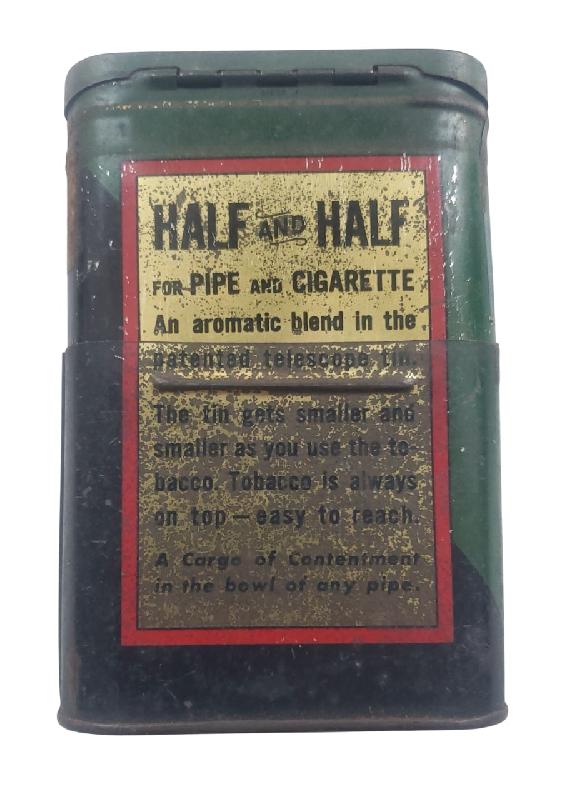 HALF AND HALF
FOR PIPE AND CIGARETTE
An aromatic blend in the
patented telescope tin.
The tin gets smaller and
smaller as you use the to-
bacco. Tobacco is always
on top — easy to reach.
A Cargo of Contentment
in the bowl of any pipe.